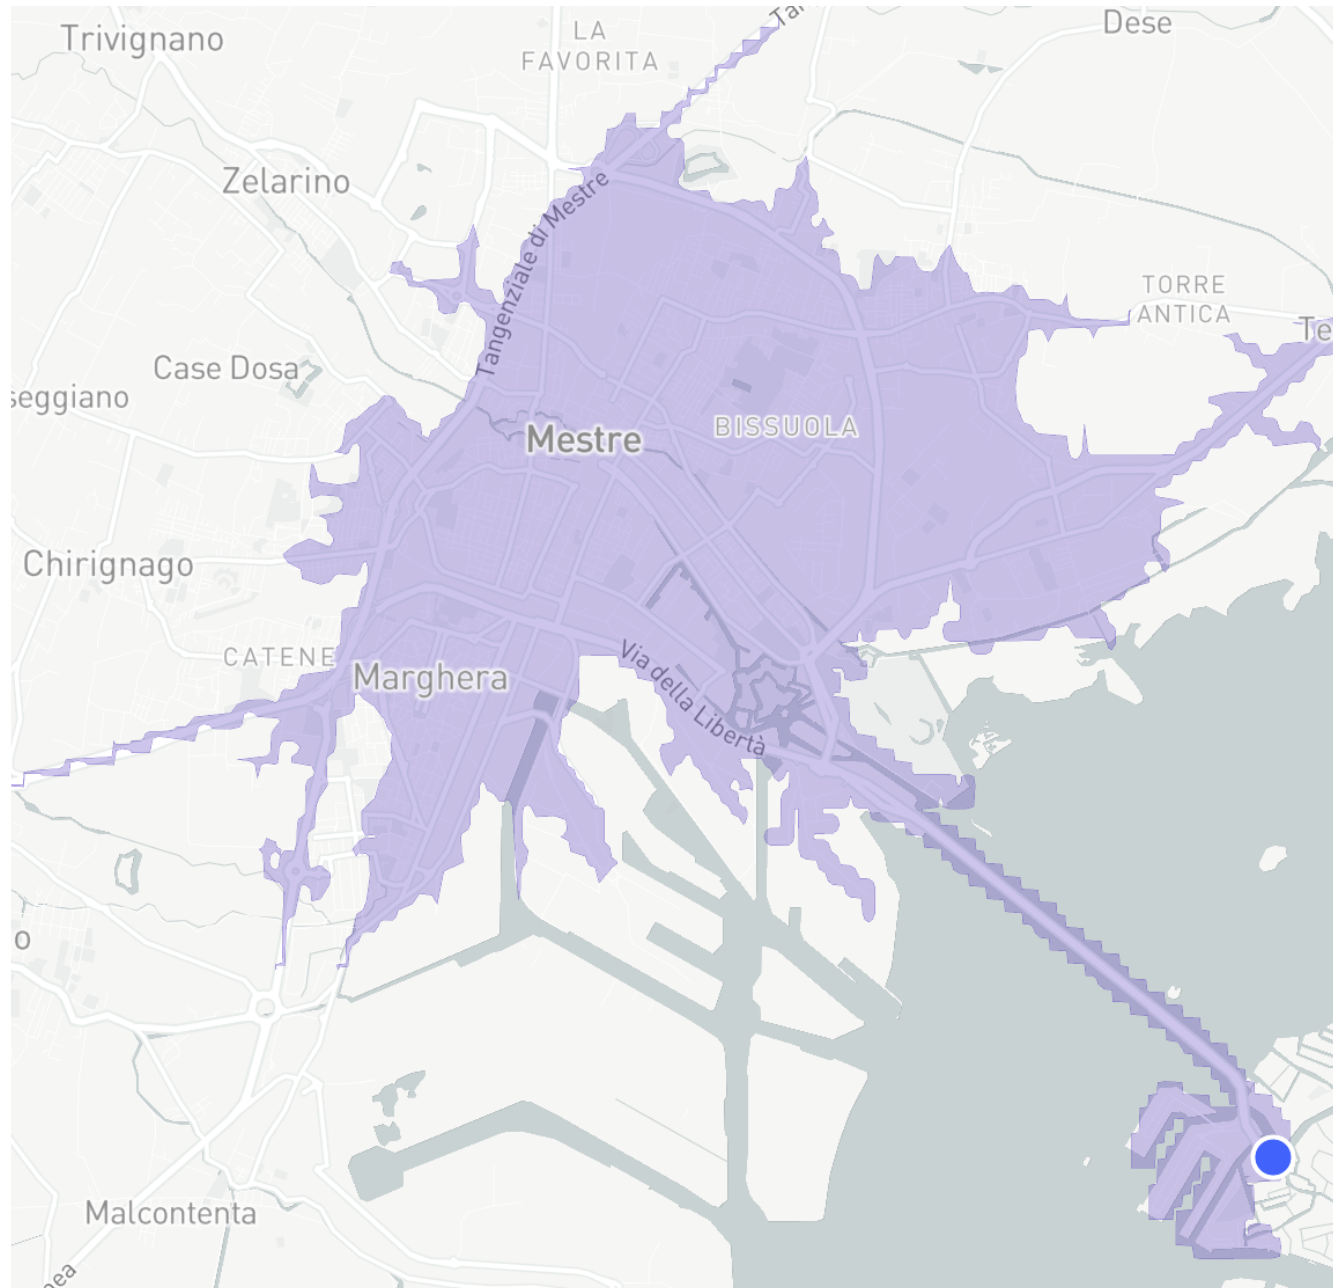 Trivignano
LA
FAVORITA
Dese
Zelarino
Tangenziale di Mestre
TORRE
ANTICA
Case Dosa
seggiano
Mestre
BISSUOLA
Chirignago
CATENE
Marghera
Via della Libertà
Malcontenta